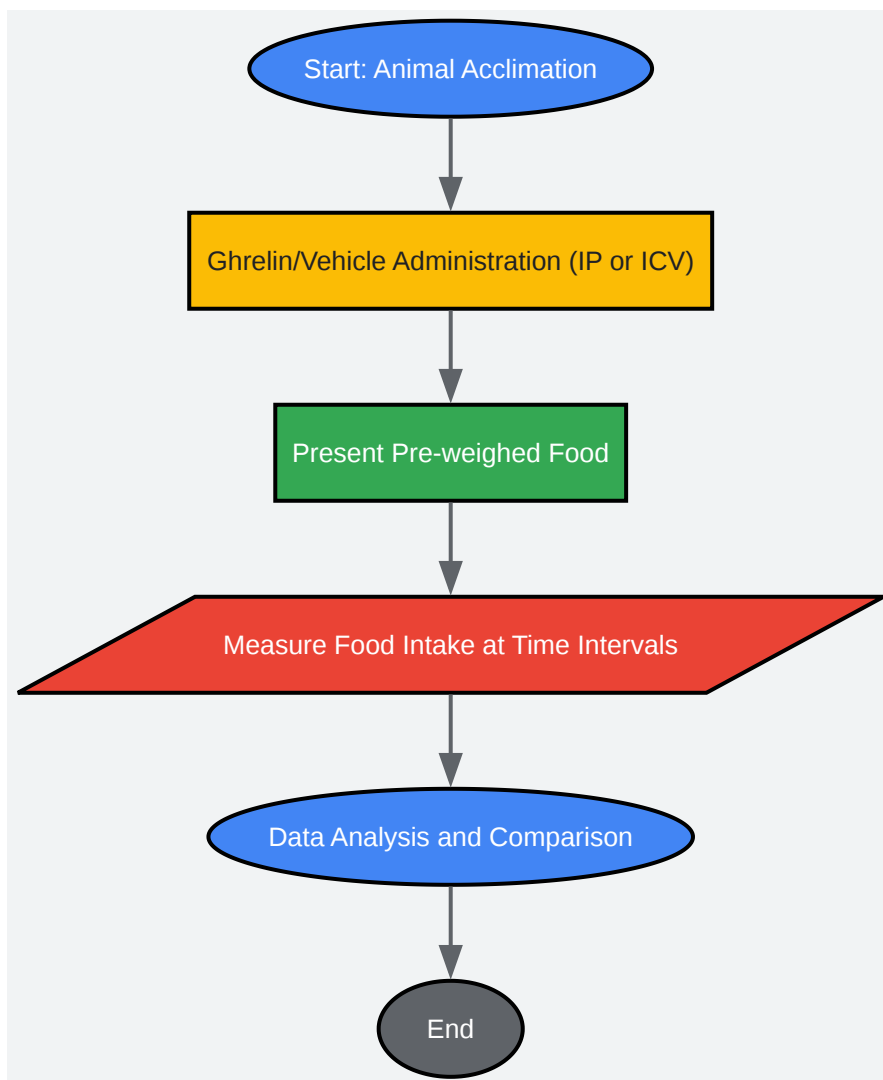 Start: Animal Acclimation
Ghrelin/Vehicle Administration (IP or ICV)
Present Pre-weighed Food
Measure Food Intake at Time Intervals
Data Analysis and Comparison
End